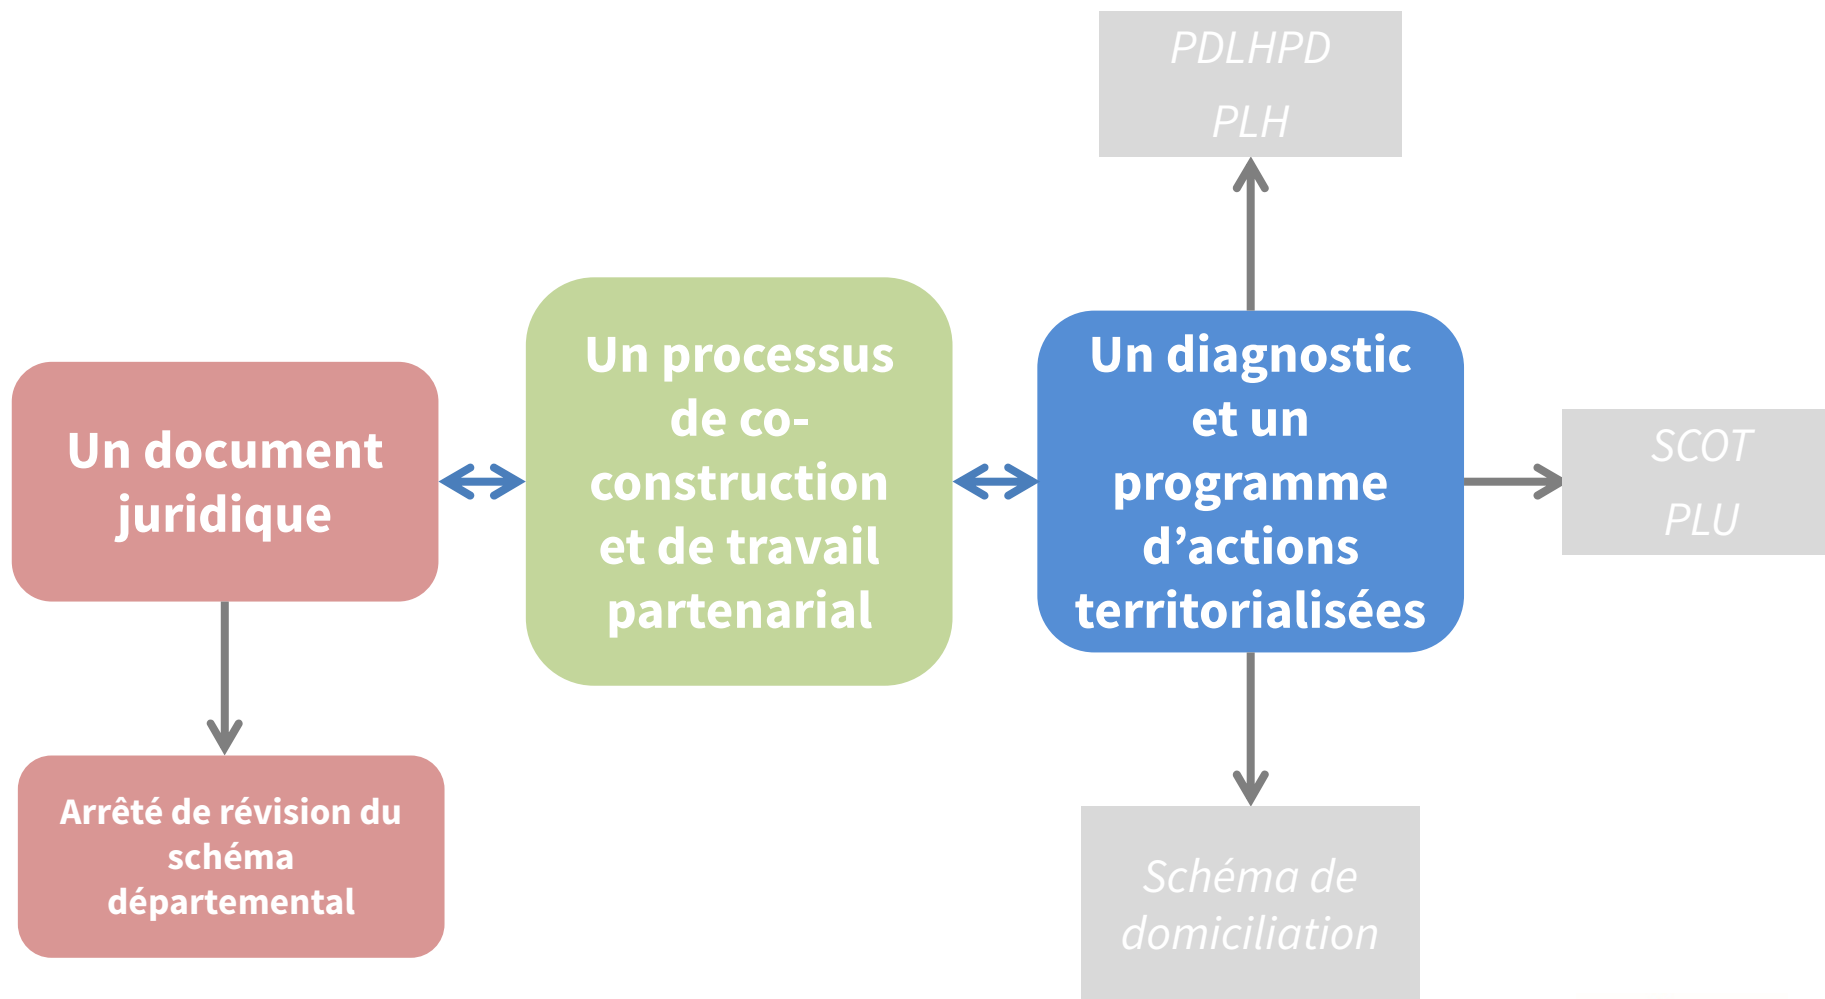 PDLHPD
PLH
Un document
juridique
Un processus
de co-
construction
et de travail
partenarial
Un diagnostic
et un
programme
d’actions
territorialisées
SCOT
PLU
Arrêté de révision du
schéma
départemental
Schéma de
domiciliation